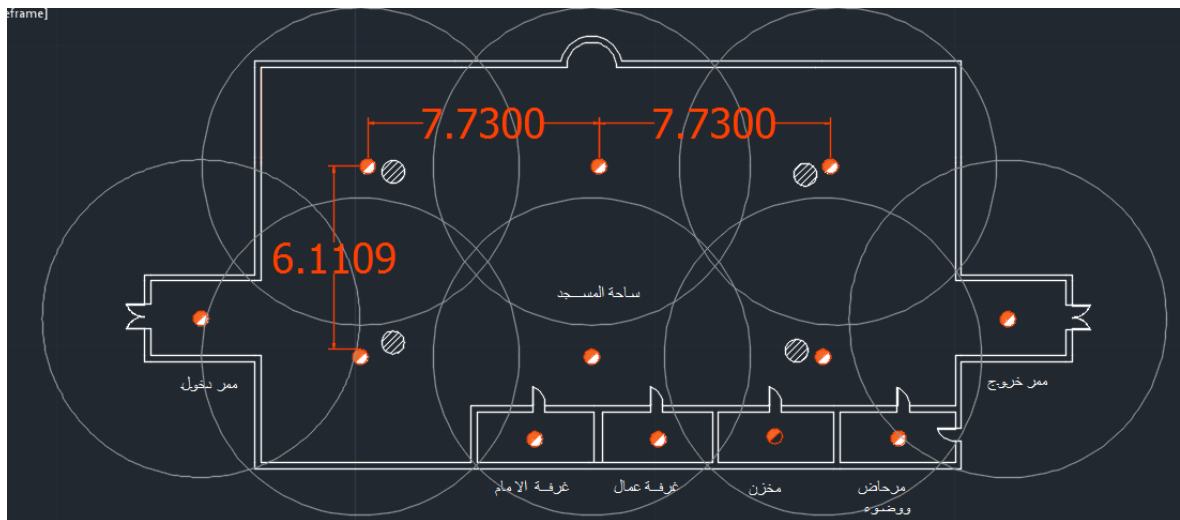 eframe]
7.7300 7.7300
6.1109
ساحة المسجد
ممر دخول
ممر خروج
غرفة الامام
غرفة عمال
مخزن
مرحاض
ووضوء